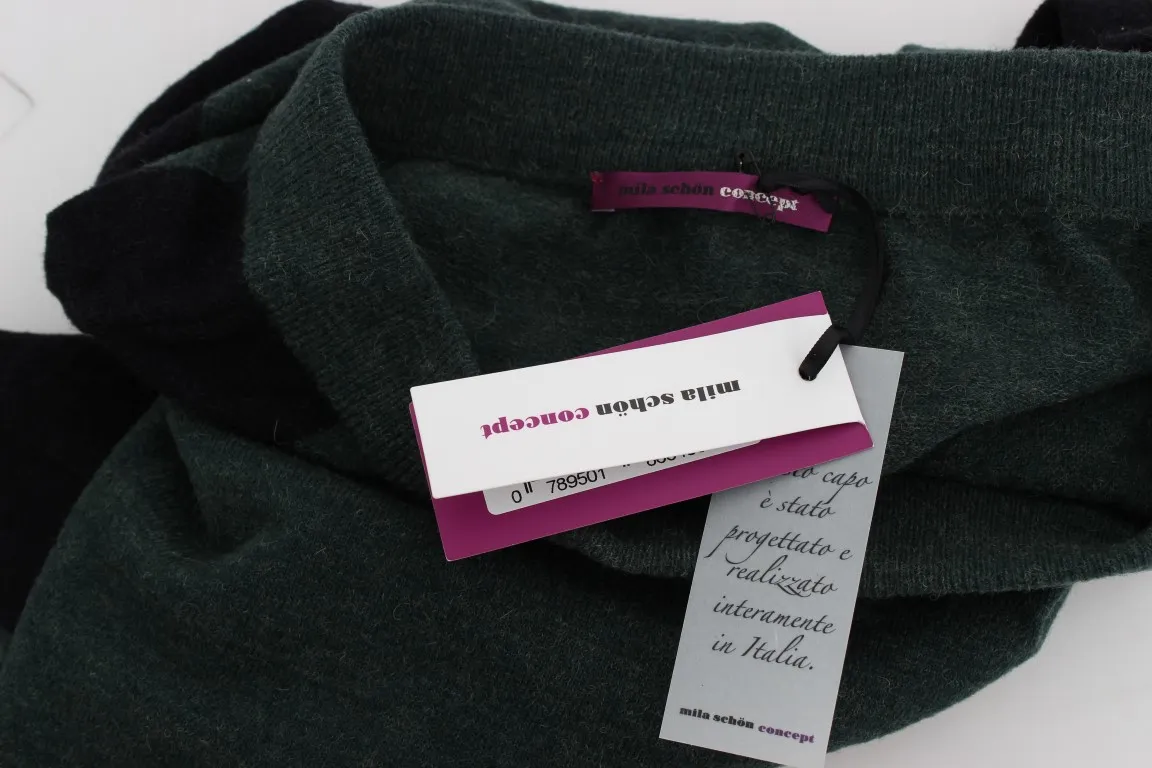 mila schön concept
mila schön concept
0 789501
capo
è stato
progettato e
realizzato
interamente
in Italia.
mila schön concept